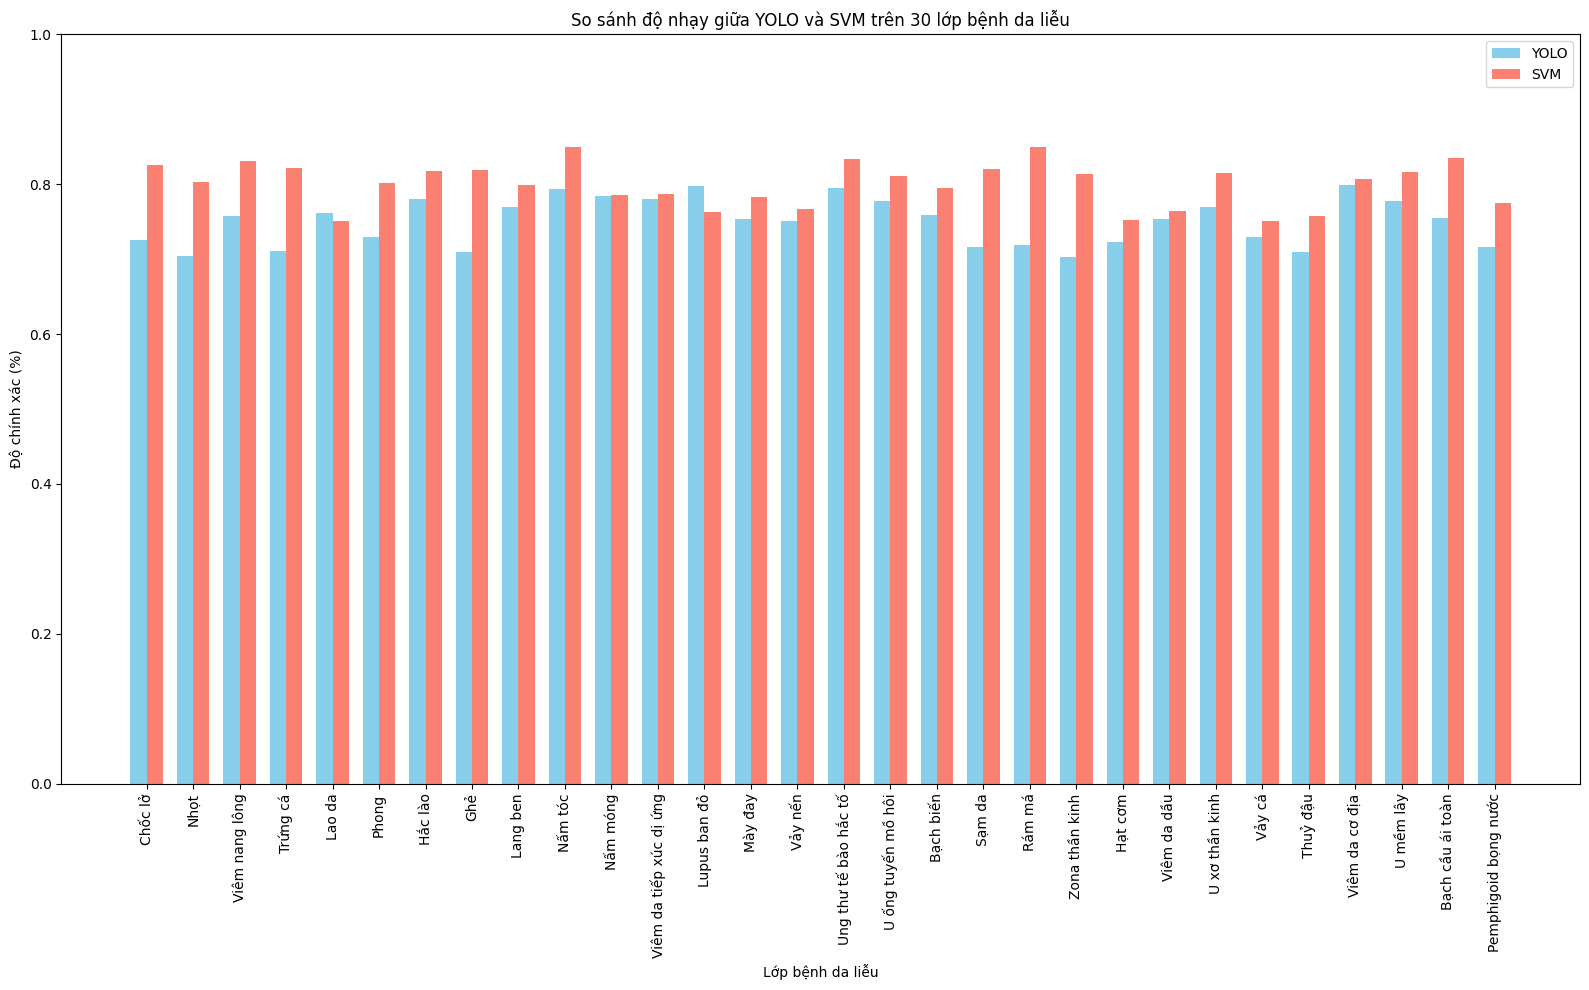 So sánh độ nhạy giữa YOLO và SVM trên 30 lớp bệnh da liễu
YOLO
SVM
Độ chính xác (%)
1.0
0.8
0.6
0.4
0.2
0.0
Chốc lở
Nhọt
Viêm nang lông
Trứng cá
Lao da
Phong
Hắc lào
Ghẻ
Lang ben
Nấm tóc
Nấm móng
Viêm da tiếp xúc dị ứng
Lupus ban đỏ
Mày đay
Vảy nến
Ung thư tế bào hắc tố
U ống tuyến mồ hôi
Bạch biến
Sạm da
Rám má
Zona thần kinh
Hạt cơm
Viêm da dầu
U xơ thần kinh
Vảy cá
Thuỷ đậu
Viêm da cơ địa
U mềm lây
Bạch cầu ái toàn
Pemphigoid bọng nước
Lớp bệnh da liễu